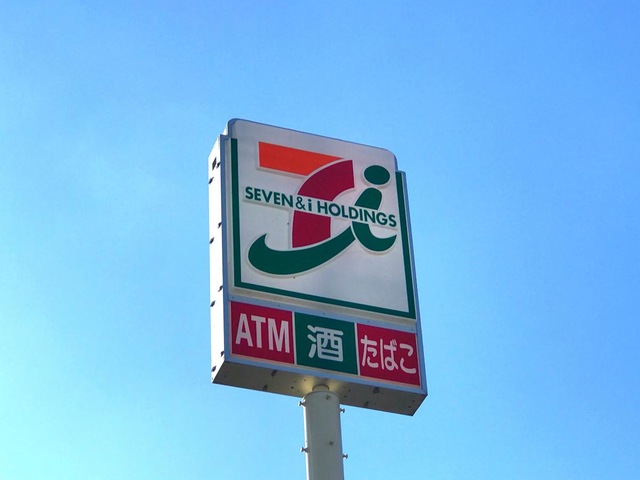 SEVEN & i HOLDINGS
ATM 酒 たばこ